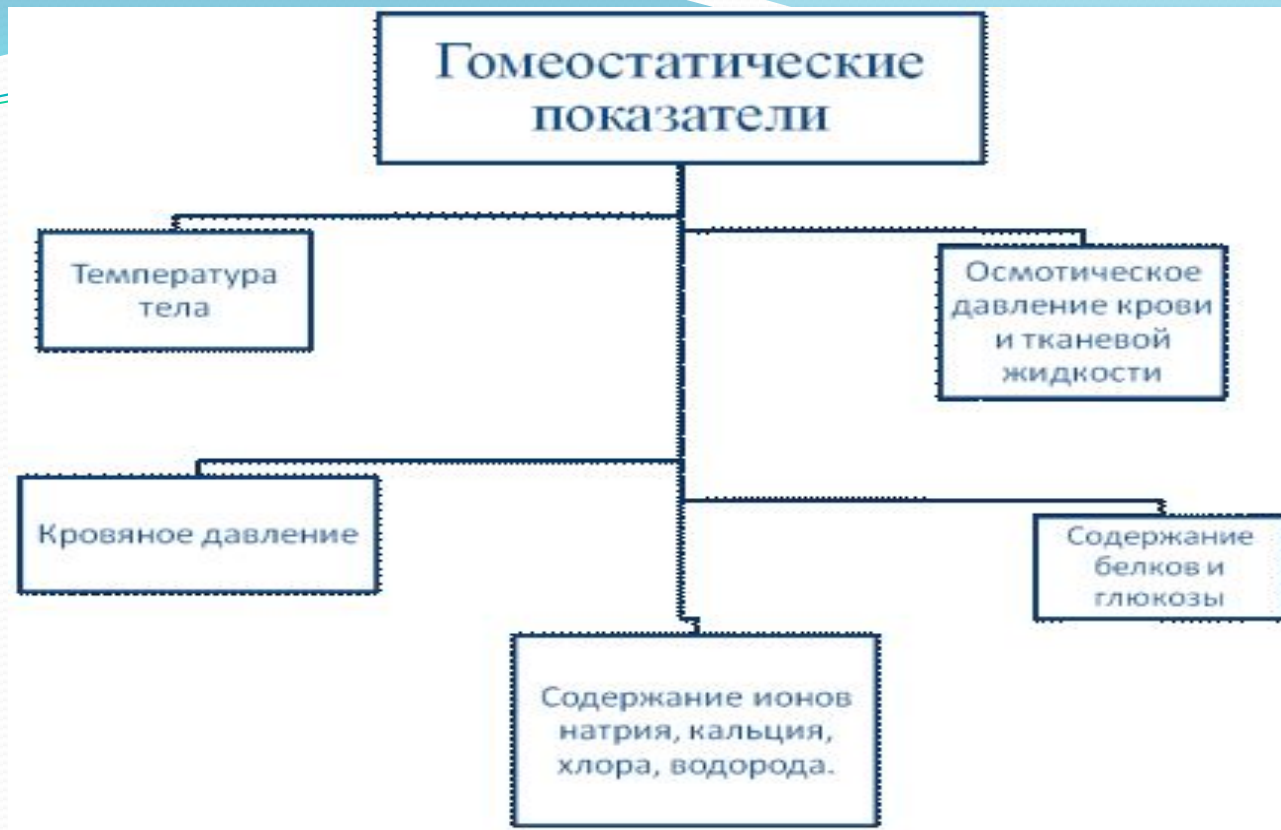 Гомеостатические
показатели
Температура
тела
Осмотическое
давление крови
и тканевой
жидкости
Кровяное давление
Содержание
белков и
глюкозы
Содержание ионов
натрия, кальция,
хлора, водорода.